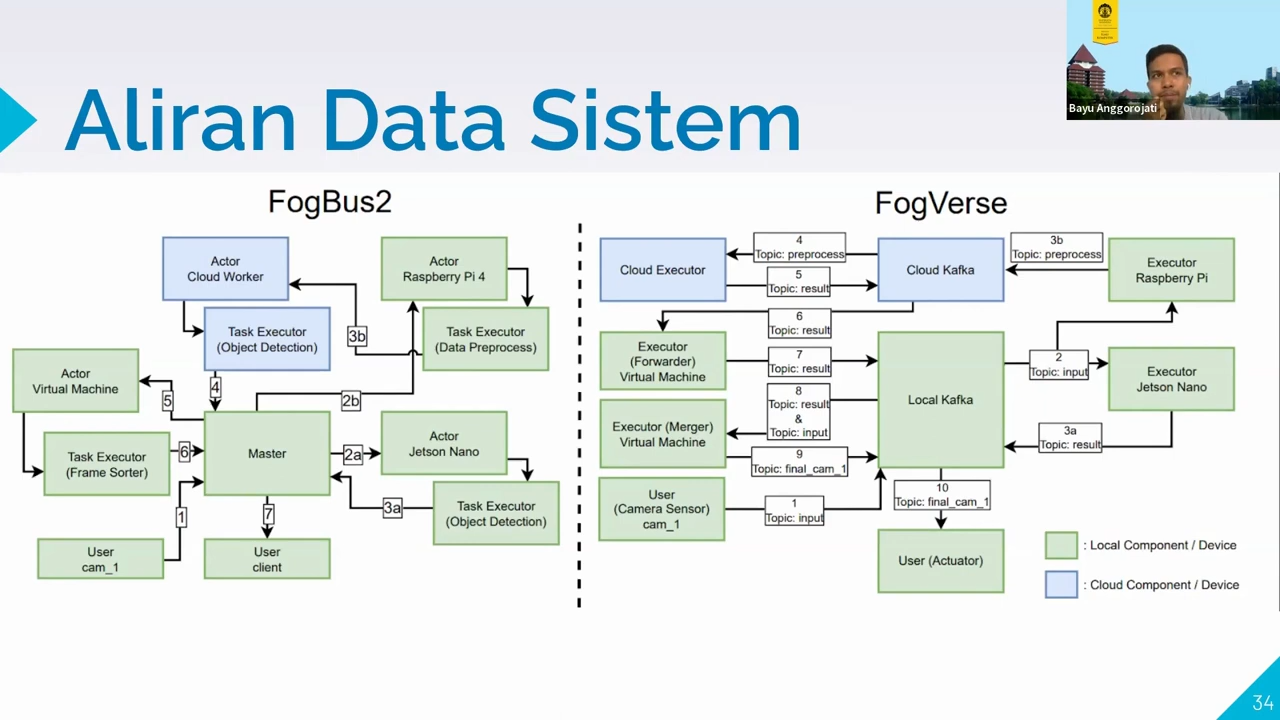 Bayu Anggorojati
Aliran Data Sistem
FogBus2
Actor
Cloud Worker
Actor
Raspberry Pi 4
Task Executor
(Object Detection)
3b
Task Executor
(Data Preprocess)
Actor
Virtual Machine
5
4
2b
Task Executor
(Frame Sorter)
6
Master
2a
Actor
Jetson Nano
1
7
3a
Task Executor
(Object Detection)
User
cam_1
User
client
FogVerse
Cloud Executor
4
Topic: preprocess
5
Topic: result
Cloud Kafka
3b
Topic: preprocess
Executor
Raspberry Pi
6
Topic: result
Executor
(Forwarder)
Virtual Machine
7
Topic: result
2
Topic: input
Executor
Jetson Nano
Local Kafka
8
Topic: result
&
Topic: input
Executor (Merger)
Virtual Machine
3a
Topic: result
9
Topic: final_cam_1
User
(Camera Sensor)
cam_1
1
Topic: input
10
Topic: final_cam_1
User (Actuator)
: Local Component / Device
: Cloud Component / Device
34